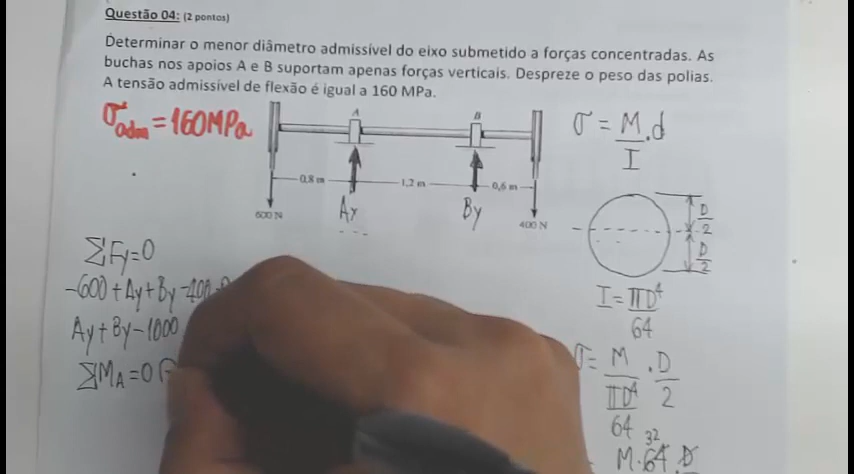 Questão 04: (2 pontos)
Determinar o menor diâmetro admissível do eixo submetido a forças concentradas. As
buchas nos apoios A e B suportam apenas forças verticais. Despreze o peso das polias.
A tensão admissível de flexão é igual a 160 MPa.
σadm = 160MPa
A
B
σ = M.d
I
0,8 m
1,2 m
0,6 m
600 N
Ay
By
400 N
D
2
D
2
ΣFy=0
-600+Ay+By-400
I = πD⁴
64
Ay+By-1000
ΣMA=0
σ= M . D
πD⁴ 2
64
32
M.64 D